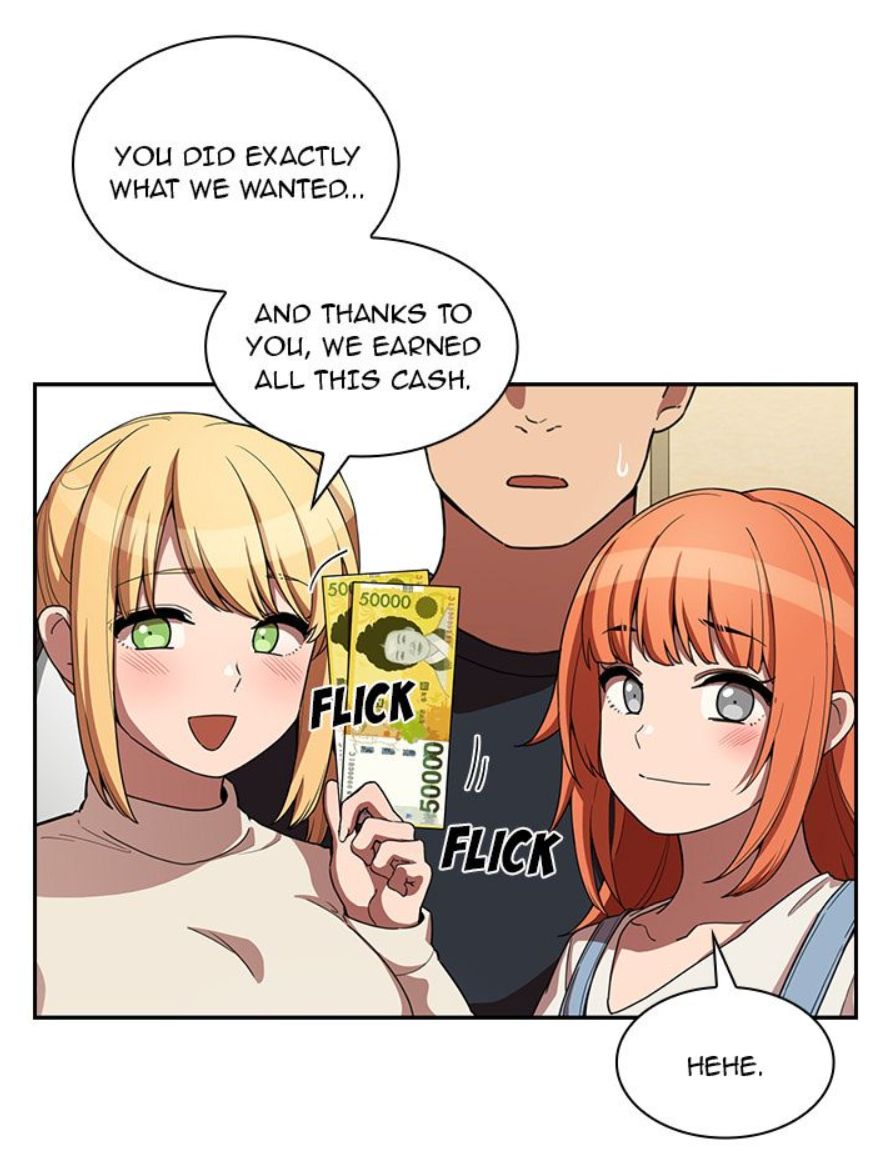 YOU DID EXACTLY
WHAT WE WANTED...
AND THANKS TO
YOU, WE EARNED
ALL THIS CASH.
50
50000
FLICK
50000
FLICK
HEHE.